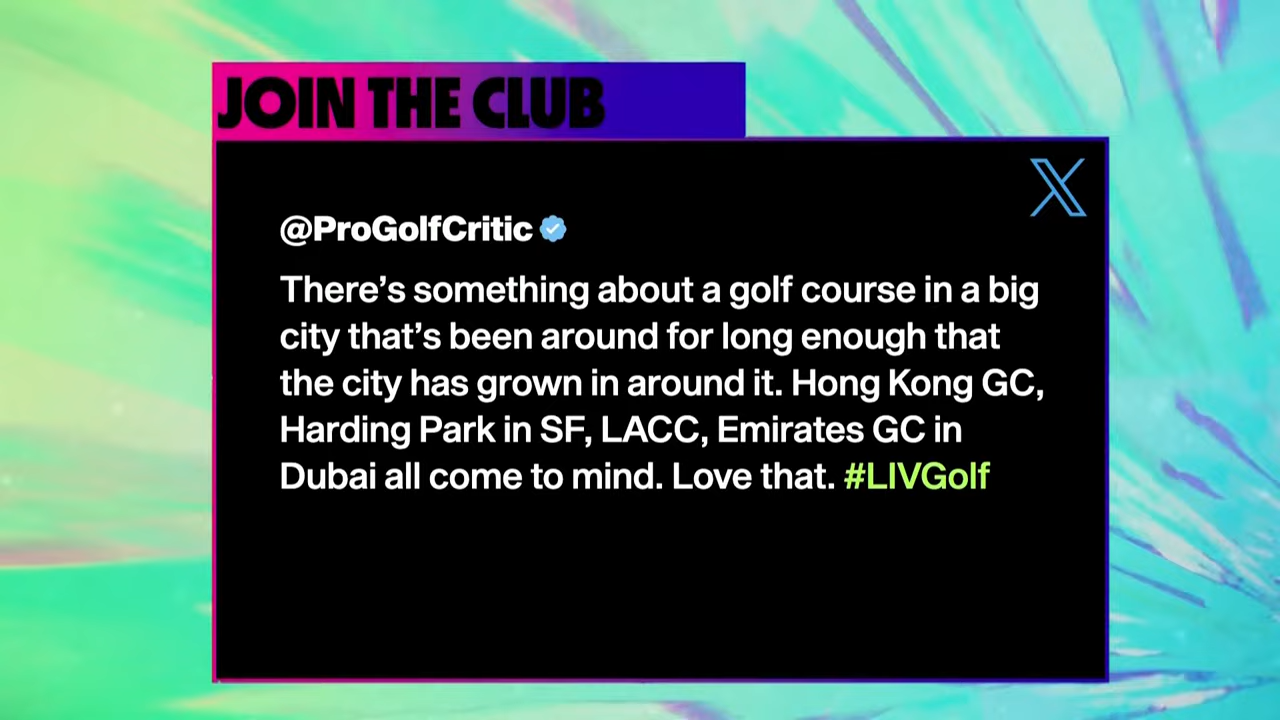 JOIN THE CLUB
@ProGolfCritic
There’s something about a golf course in a big
city that’s been around for long enough that
the city has grown in around it. Hong Kong GC,
Harding Park in SF, LACC, Emirates GC in
Dubai all come to mind. Love that. #LIVGolf